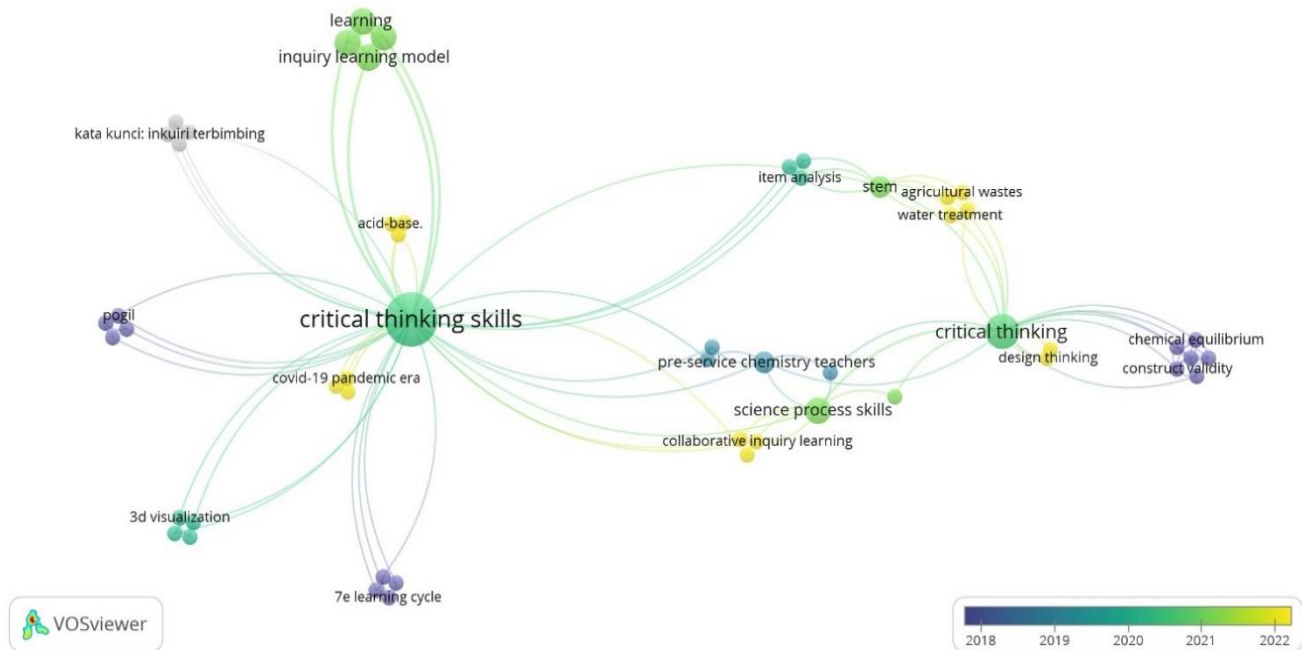 learning
inquiry learning model
kata kunci: inkuiri terbimbing
item analysis
stem
agricultural wastes
water treatment
acid-base.
pogil
critical thinking skills
critical thinking
chemical equilibrium
design thinking
construct validity
pre-service chemistry teachers
covid-19 pandemic era
science process skills
collaborative inquiry learning
3d visualization
7e learning cycle
VOSviewer
2018 2019 2020 2021 2022